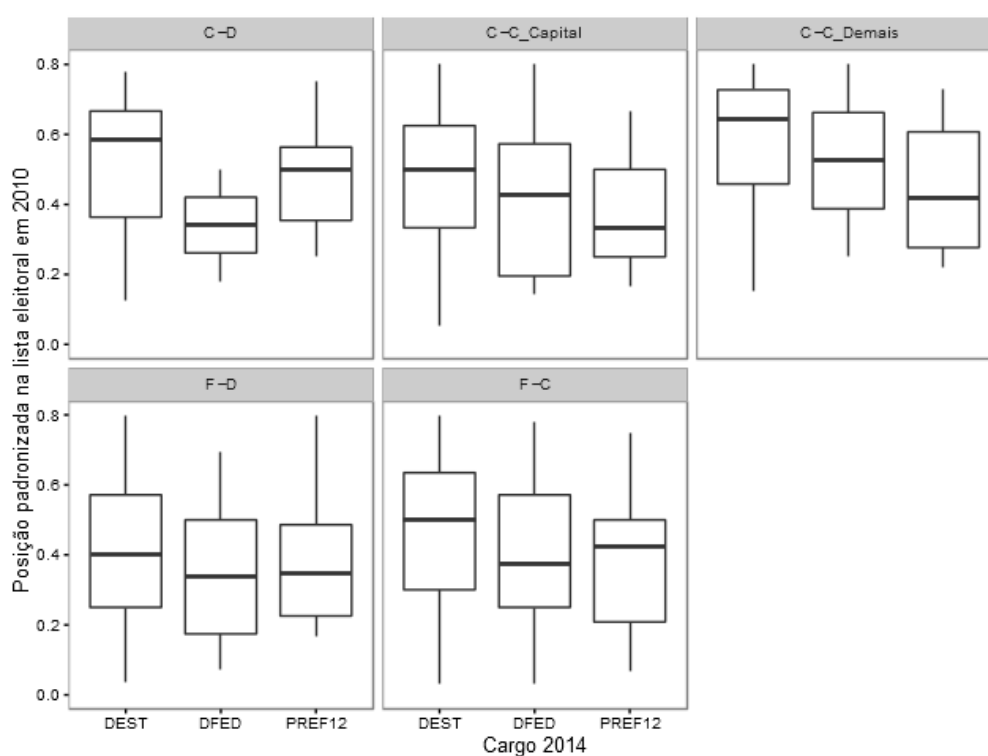 C-D
C-C_Capital
C-C_Demais
0.8
0.6
0.4
0.2
0.0
Posição padronizada na lista eleitoral em 2010
F-D
F-C
0.8
0.6
0.4
0.2
0.0
DEST DFED PREF12
DEST DFED PREF12
Cargo 2014